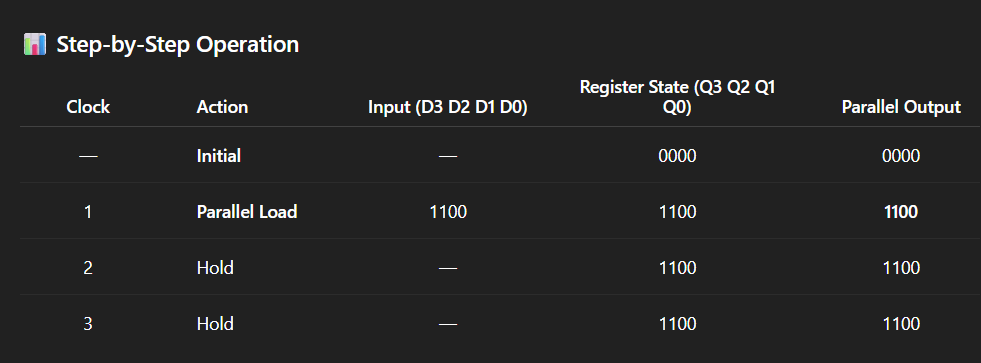 📊 Step-by-Step Operation
Clock Action Input (D3 D2 D1 D0) Register State (Q3 Q2 Q1 Q0) Parallel Output
— Initial — 0000 0000
1 Parallel Load 1100 1100 1100
2 Hold — 1100 1100
3 Hold — 1100 1100